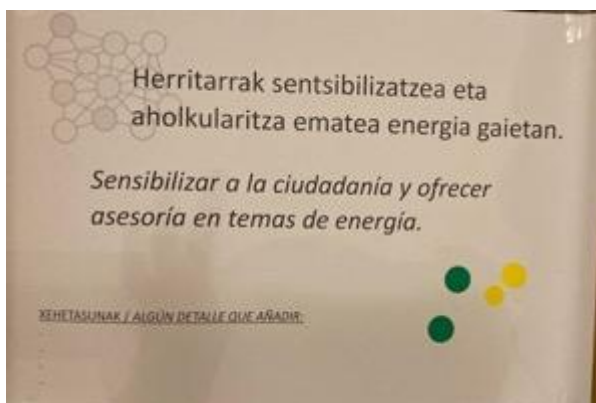 Herritarrak sentsibilizatzea eta
aholkularitza ematea energia gaietan.
Sensibilizar a la ciudadanía y ofrecer
asesoría en temas de energía.
XEHETASUNAK / ALGÚN DETALLE QUE AÑADIR: